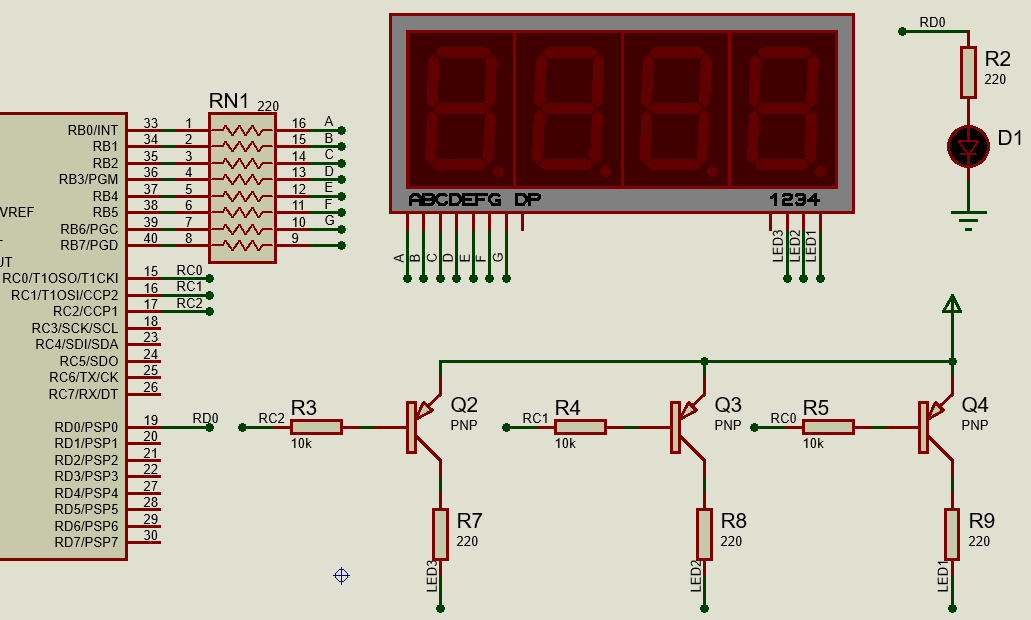 RB0/INT 33
RB1 34
RB2 35
RB3/PGM 36
RB4 37
RB5 38
RB6/PGC 39
RB7/PGD 40
VREF
T
UT
RC0/T1OSO/T1CKI 15 RC0
RC1/T1OSI/CCP2 16 RC1
RC2/CCP1 17 RC2
RC3/SCK/SCL 18
RC4/SDI/SDA 23
RC5/SDO 24
RC6/TX/CK 25
RC7/RX/DT 26
RD0/PSP0 19 RD0
RD1/PSP1 20
RD2/PSP2 21
RD3/PSP3 22
RD4/PSP4 27
RD5/PSP5 28
RD6/PSP6 29
RD7/PSP7 30
RN1 220
1 16 A
2 15 B
3 14 C
4 13 D
5 12 E
6 11 F
7 10 G
8 9
ABCDEFG DP 1234
A B C D E F G
LED3 LED2 LED1
RD0
R2
220
D1
RC2 R3
10k
Q2
PNP
R7
220
LED3
RC1 R4
10k
Q3
PNP
R8
220
LED2
RC0 R5
10k
Q4
PNP
R9
220
LED1